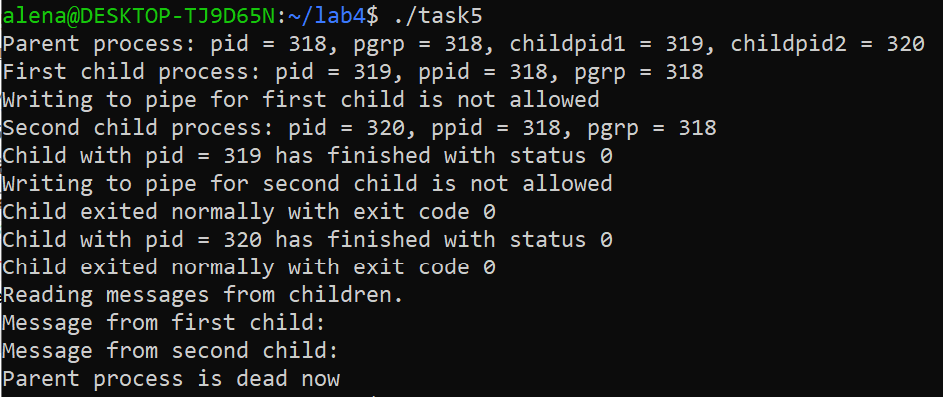 alena@DESKTOP-TJ9D65N:~/lab4$ ./task5
Parent process: pid = 318, pgrp = 318, childpid1 = 319, childpid2 = 320
First child process: pid = 319, ppid = 318, pgrp = 318
Writing to pipe for first child is not allowed
Second child process: pid = 320, ppid = 318, pgrp = 318
Child with pid = 319 has finished with status 0
Writing to pipe for second child is not allowed
Child exited normally with exit code 0
Child with pid = 320 has finished with status 0
Child exited normally with exit code 0
Reading messages from children.
Message from first child:
Message from second child:
Parent process is dead now